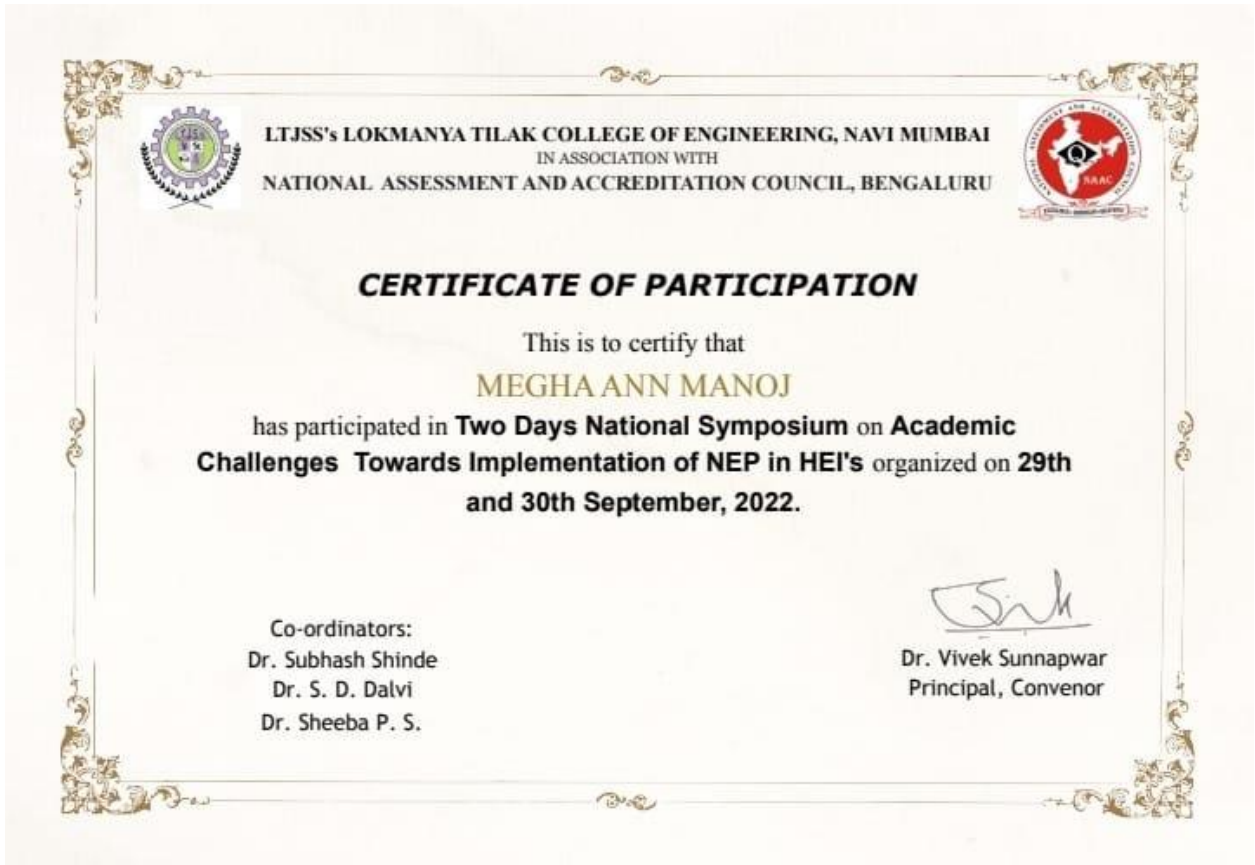 LTJSS's LOKMANYA TILAK COLLEGE OF ENGINEERING, NAVI MUMBAI
IN ASSOCIATION WITH
NATIONAL ASSESSMENT AND ACCREDITATION COUNCIL, BENGALURU
NAAC
CERTIFICATE OF PARTICIPATION
This is to certify that
MEGHA ANN MANOJ
has participated in Two Days National Symposium on Academic
Challenges Towards Implementation of NEP in HEI's organized on 29th
and 30th September, 2022.
Co-ordinators:
Dr. Subhash Shinde
Dr. S. D. Dalvi
Dr. Sheeba P. S.
Dr. Vivek Sunnapwar
Principal, Convenor